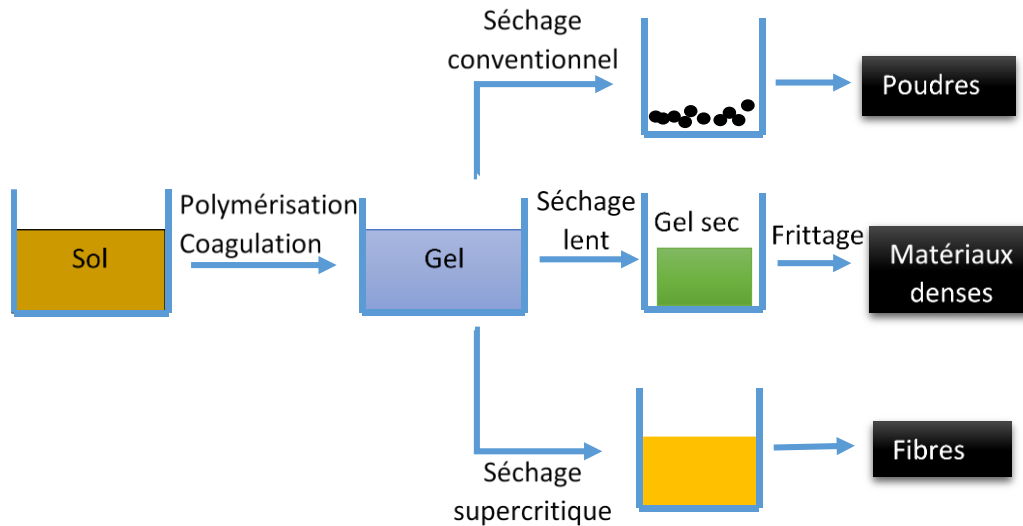 Séchage
conventionnel
Poudres
Polymérisation
Coagulation
Sol
Gel
Séchage
lent
Gel sec
Frittage
Matériaux
denses
Séchage
supercritique
Fibres